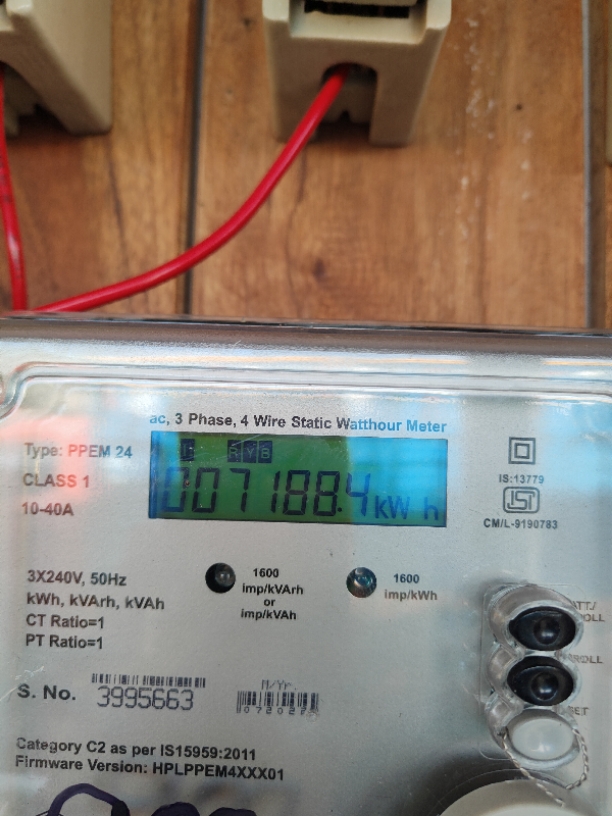 ac, 3 Phase, 4 Wire Static Watthour Meter
Type: PPEM 24
CLASS 1
10-40A
R Y B
007188.4 kW h
IS:13779
ISI
CM/L-9190783
3X240V, 50Hz
kWh, kVArh, kVAh
CT Ratio=1
PT Ratio=1
1600
imp/kVArh
or
imp/kVAh
1600
imp/kWh
S. No. 3995663
M/Yr.
Category C2 as per IS15959:2011
Firmware Version: HPLPPEM4XXX01